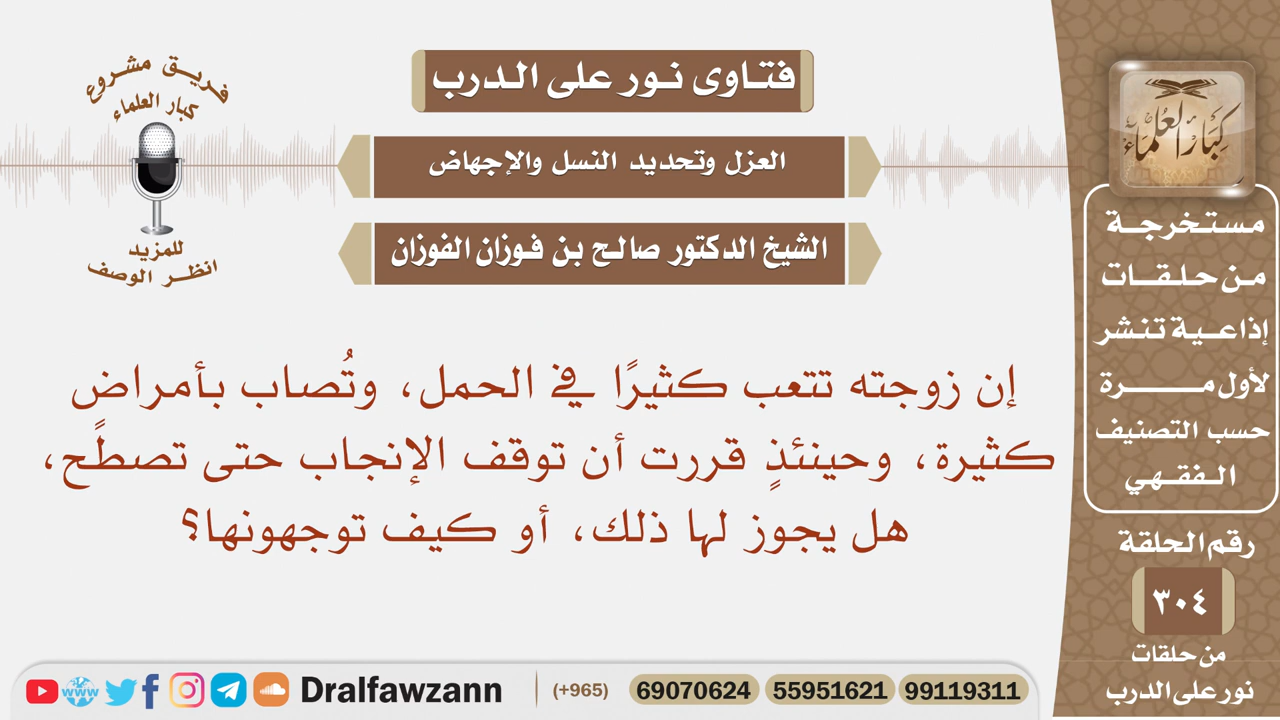 فتاوى نور على الدرب
العزل وتحديد النسل والإجهاض
الشيخ الدكتور صالح بن فوزان الفوزان
فريق مشروع
كبار العلماء
للمزيد
انظر الوصف
إن زوجته تتعب كثيرًا في الحمل، وتُصاب بأمراض
كثيرة، وحينئذٍ قررت أن توقف الإنجاب حتى تصطًح،
هل يجوز لها ذلك، أو كيف توجهونها؟
كبار العلماء
مستخرجة
من حلقات
إذاعية تنشر
لأول مرة
حسب التصنيف
الفقهي
رقم الحلقة
٣٠٤
من حلقات
نور على الدرب
www
Dralfawzann
(+965)
69070624
55951621
99119311